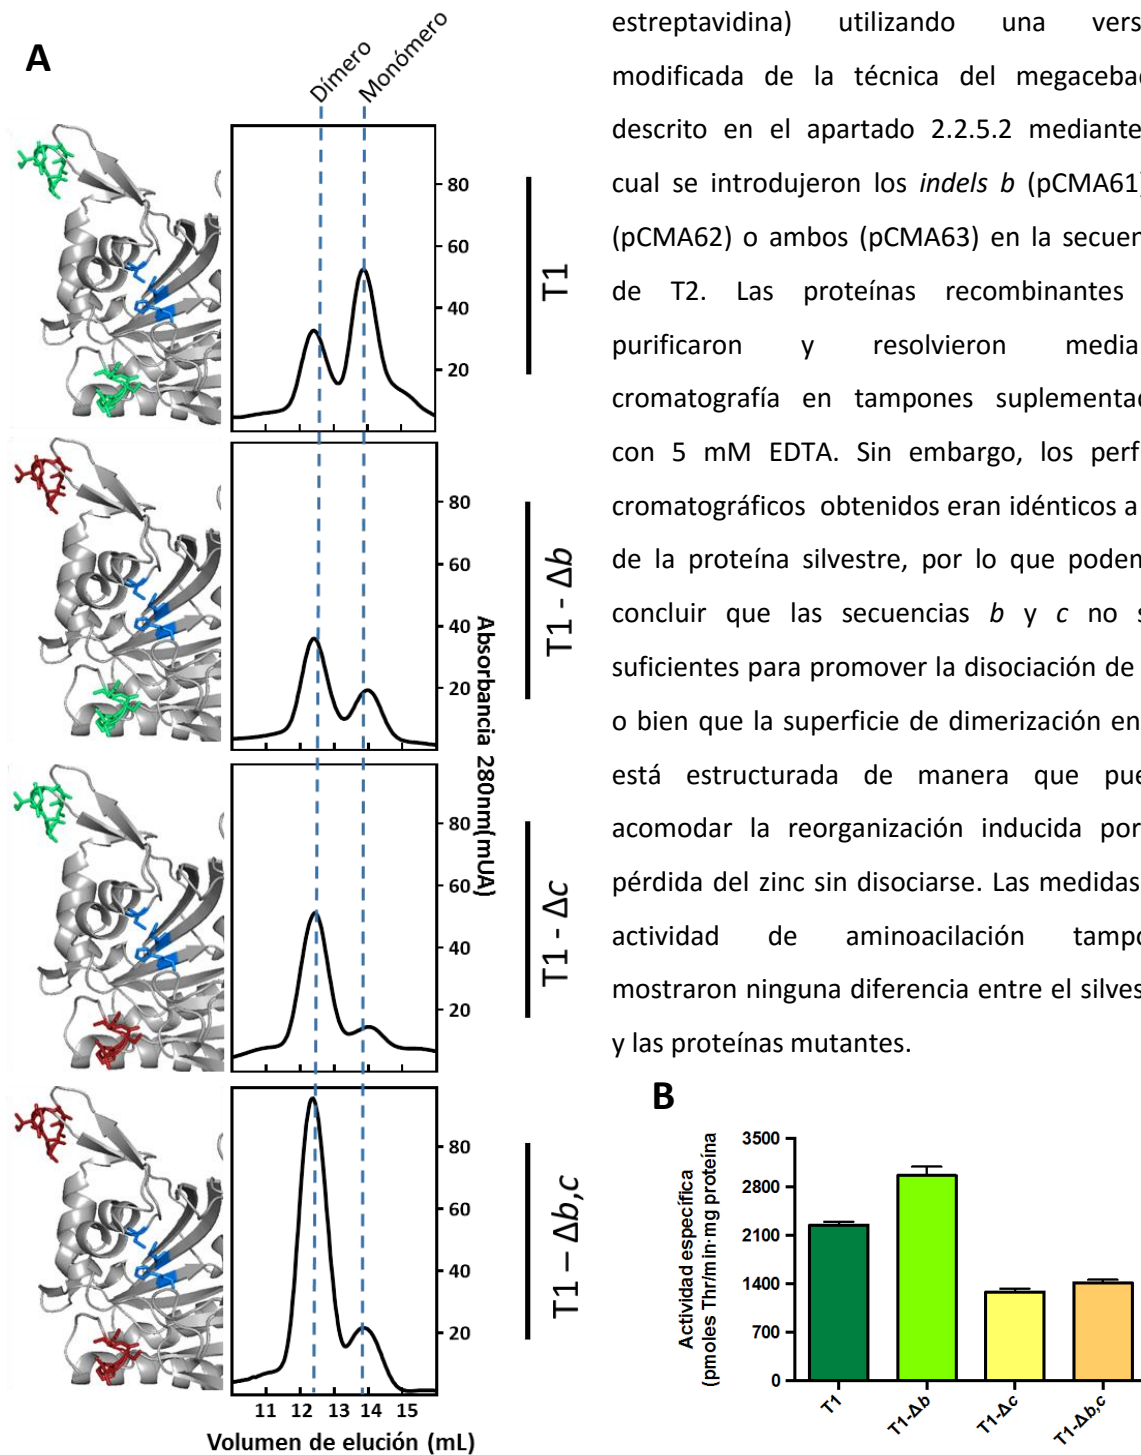 A
Dímero
Monómero
80
60
40
20
T1
80
60
40
20
T1 - Δb
Absorbancia 280nm(mUA)
80
60
40
20
T1 - Δc
80
60
40
20
T1 – Δb,c
11 12 13 14 15
Volumen de elución (mL)
estreptavidina) utilizando una vers
modificada de la técnica del megaceba
descrito en el apartado 2.2.5.2 mediante
cual se introdujeron los indels b (pCMA61)
(pCMA62) o ambos (pCMA63) en la secuen
de T2. Las proteínas recombinantes
purificaron y resolvieron media
cromatografía en tampones suplementad
con 5 mM EDTA. Sin embargo, los perf
cromatográficos obtenidos eran idénticos a
de la proteína silvestre, por lo que poden
concluir que las secuencias b y c no s
suficientes para promover la disociación de
o bien que la superficie de dimerización en
está estructurada de manera que pue
acomodar la reorganización inducida por
pérdida del zinc sin disociarse. Las medidas
actividad de aminoacilación tampo
mostraron ninguna diferencia entre el silves
y las proteínas mutantes.
B
Actividad específica
(pmoles Thr/min·mg proteína
3500
2800
2100
1400
700
0
T1 T1-Δb T1-Δc T1-Δb,c